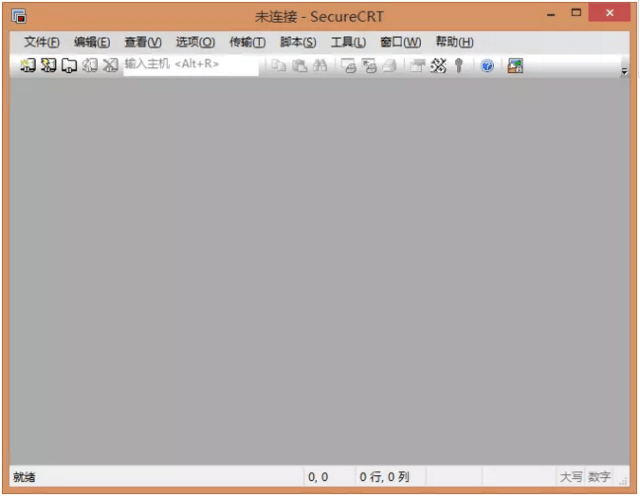 未连接 - SecureCRT
文件(F) 编辑(E) 查看(V) 选项(O) 传输(T) 脚本(S) 工具(L) 窗口(W) 帮助(H)
输入主机 <Alt+R>
就绪 0, 0 0 行, 0 列 大写 数字